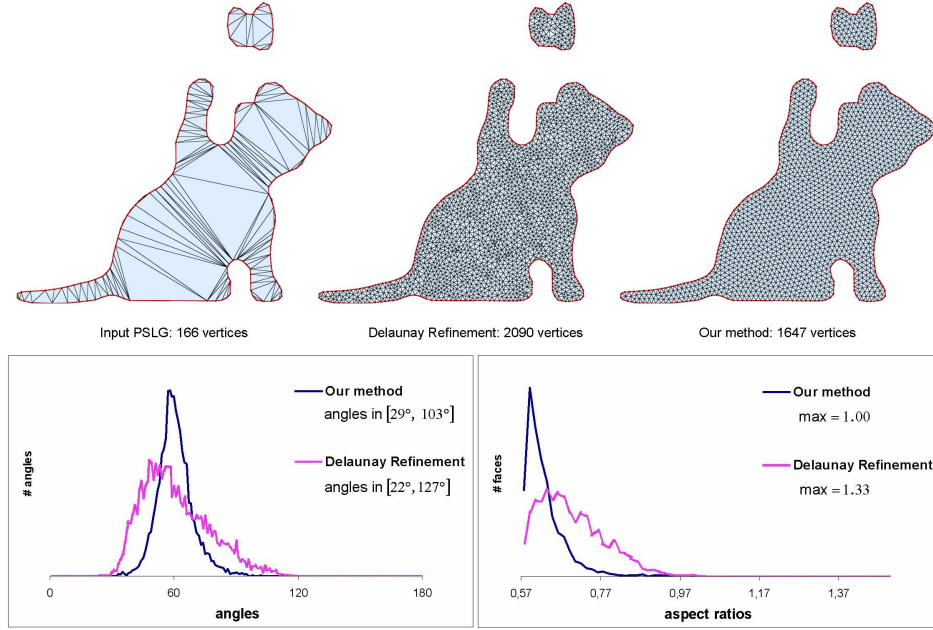 Input PSLG: 166 vertices
Delaunay Refinement: 2090 vertices
Our method: 1647 vertices
# angles
Our method
angles in [29°, 103°]
Delaunay Refinement
angles in [22°,127°]
0 60 120 180
angles
# faces
Our method
max = 1.00
Delaunay Refinement
max = 1.33
0,57 0,77 0,97 1,17 1,37
aspect ratios